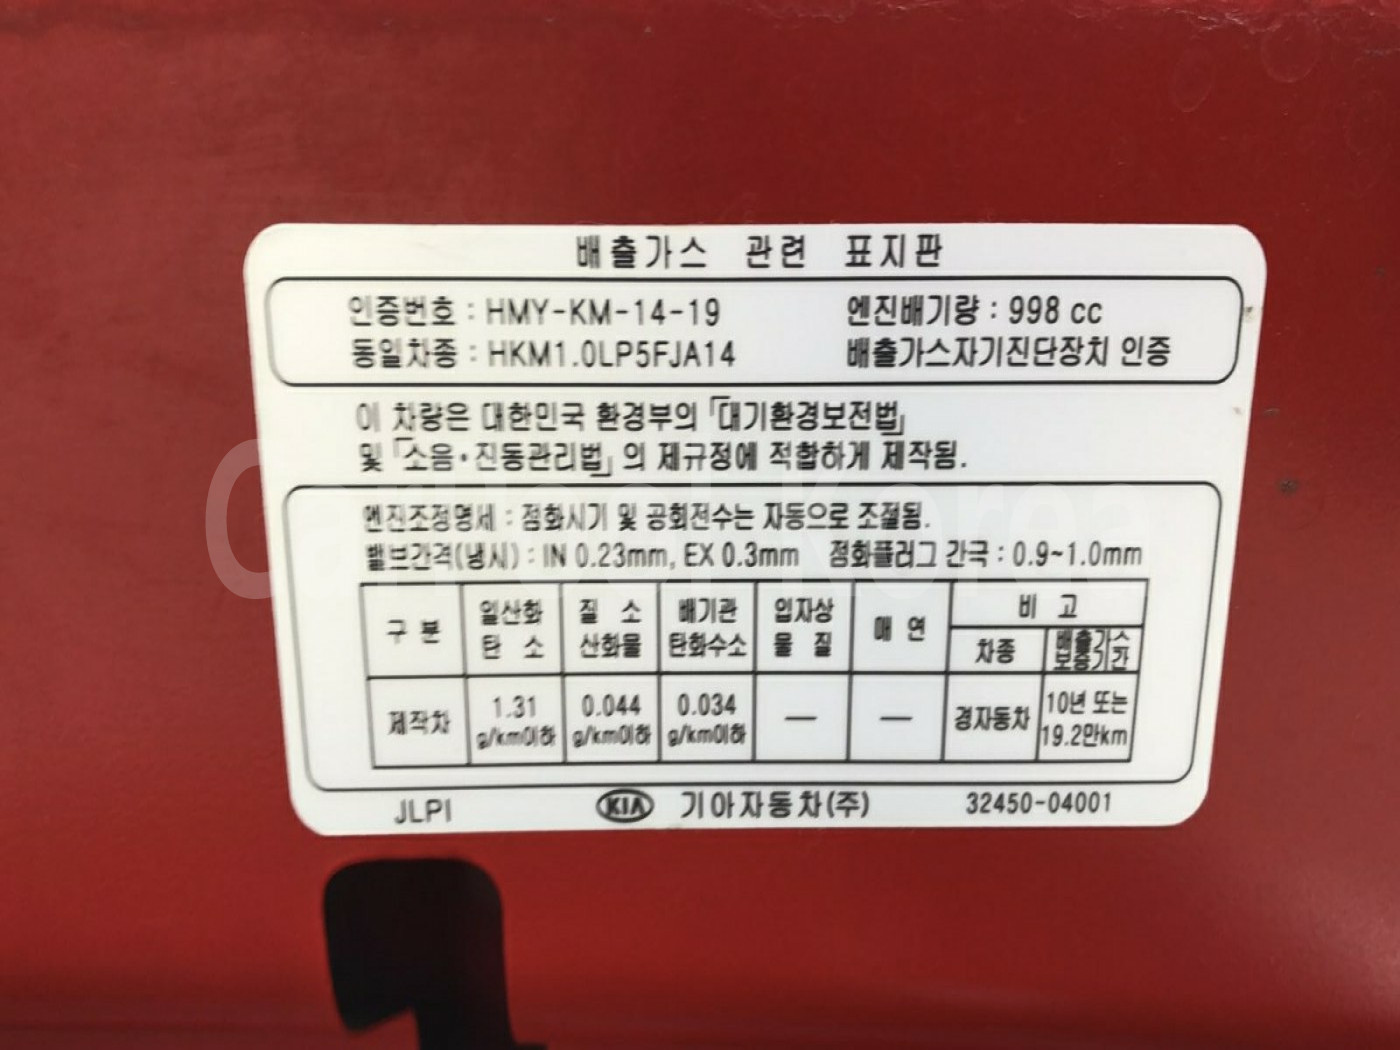 배출가스 관련 표지판
인증번호 : HMY-KM-14-19 엔진배기량 : 998 cc
동일차종 : HKM1.0LP5FJA14 배출가스자기진단장치 인증
이 차량은 대한민국 환경부의 「대기환경보전법」
및 「소음·진동관리법」의 제규정에 적합하게 제작됨.
엔진조정명세 : 점화시기 및 공회전수는 자동으로 조절됨.
밸브간격(냉시) : IN 0.23mm, EX 0.3mm 점화플러그 간극 : 0.9~1.0mm
구 분 일산화 탄 소 질 소 산화물 배기관 탄화수소 입자상 물 질 매 연 비 고
차종 배출가스 보증기간
제작차 1.31 g/km이하 0.044 g/km이하 0.034 g/km이하 — — 경자동차 10년 또는 19.2만km
JLPI KIA 기아자동차(주) 32450-04001